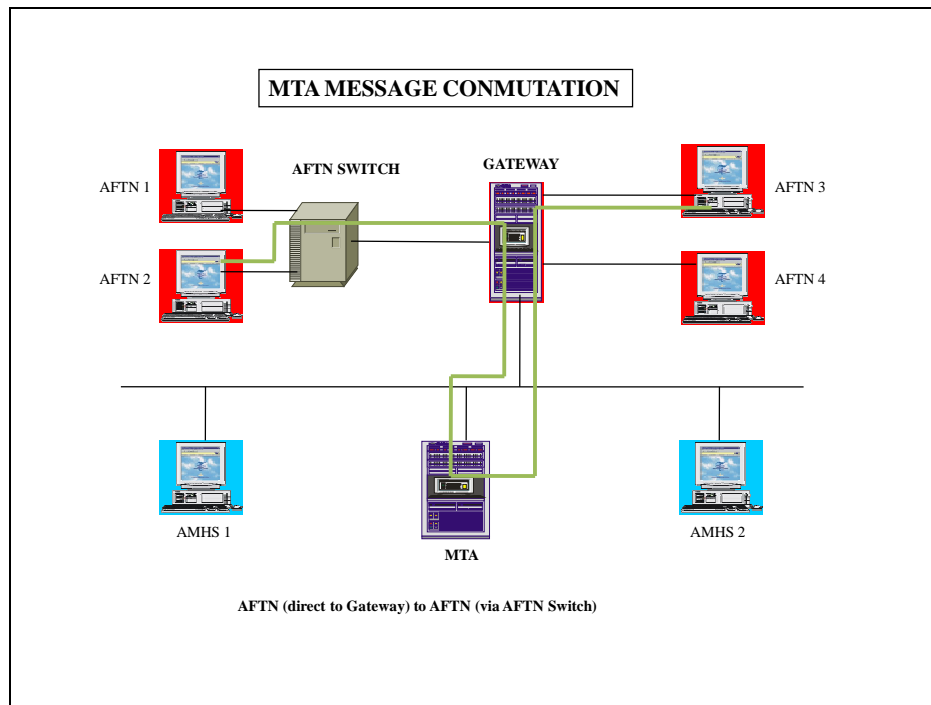 MTA MESSAGE CONMUTATION
GATEWAY
AFTN SWITCH
AFTN 1
AFTN 3
AFTN 2
AFTN 4
AMHS 1
AMHS 2
MTA
AFTN (direct to Gateway) to AFTN (via AFTN Switch)